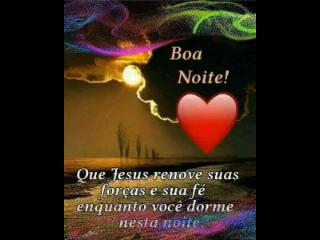 Boa
Noite!
Que Jesus renove suas
forças e sua fé
enquanto você dorme
nesta noite